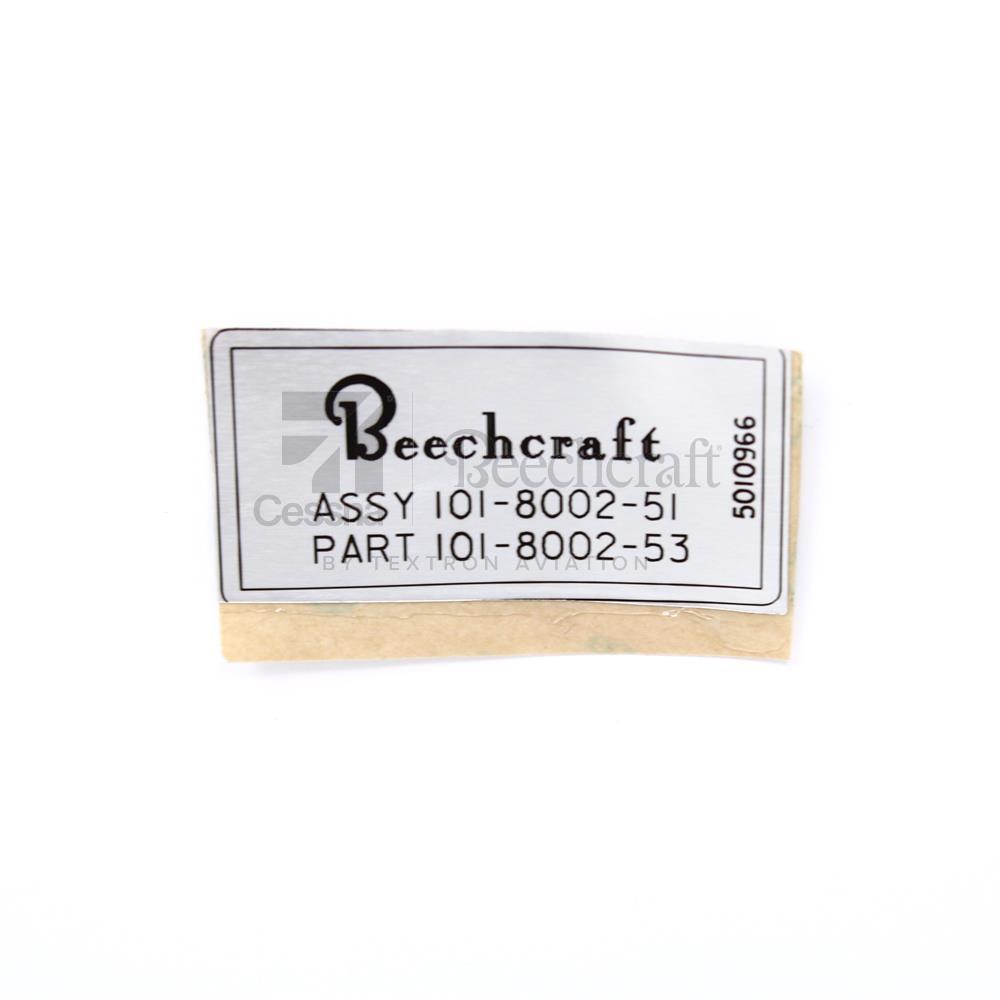 Beechcraft
ASSY 101-8002-51
PART 101-8002-53
5010966
Cessna
Beechcraft
BY TEXTRON AVIATION